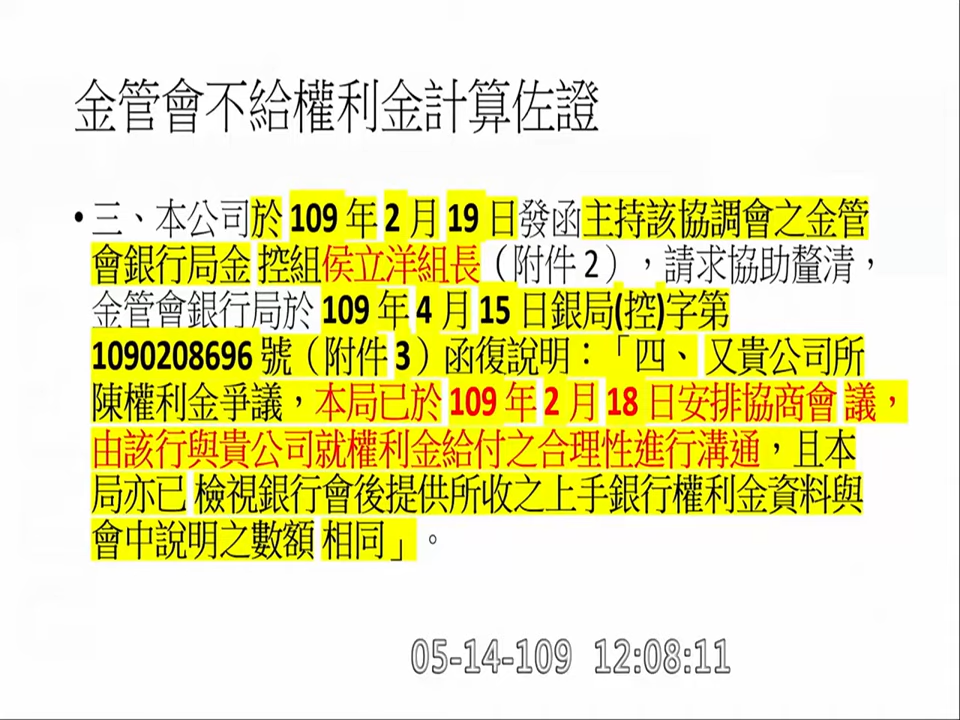 金管會不給權利金計算佐證
• 三、本公司於 109 年 2 月 19 日發函主持該協調會之金管
會銀行局金 控組侯立洋組長（附件 2），請求協助釐清，
金管會銀行局於 109 年 4 月 15 日銀局(控)字第
1090208696 號（附件 3）函復說明：「四、 又貴公司所
陳權利金爭議，本局已於 109 年 2 月 18 日安排協商會 議，
由該行與貴公司就權利金給付之合理性進行溝通，且本
局亦已 檢視銀行會後提供所收之上手銀行權利金資料與
會中說明之數額 相同」。
05-14-109 12:08:11